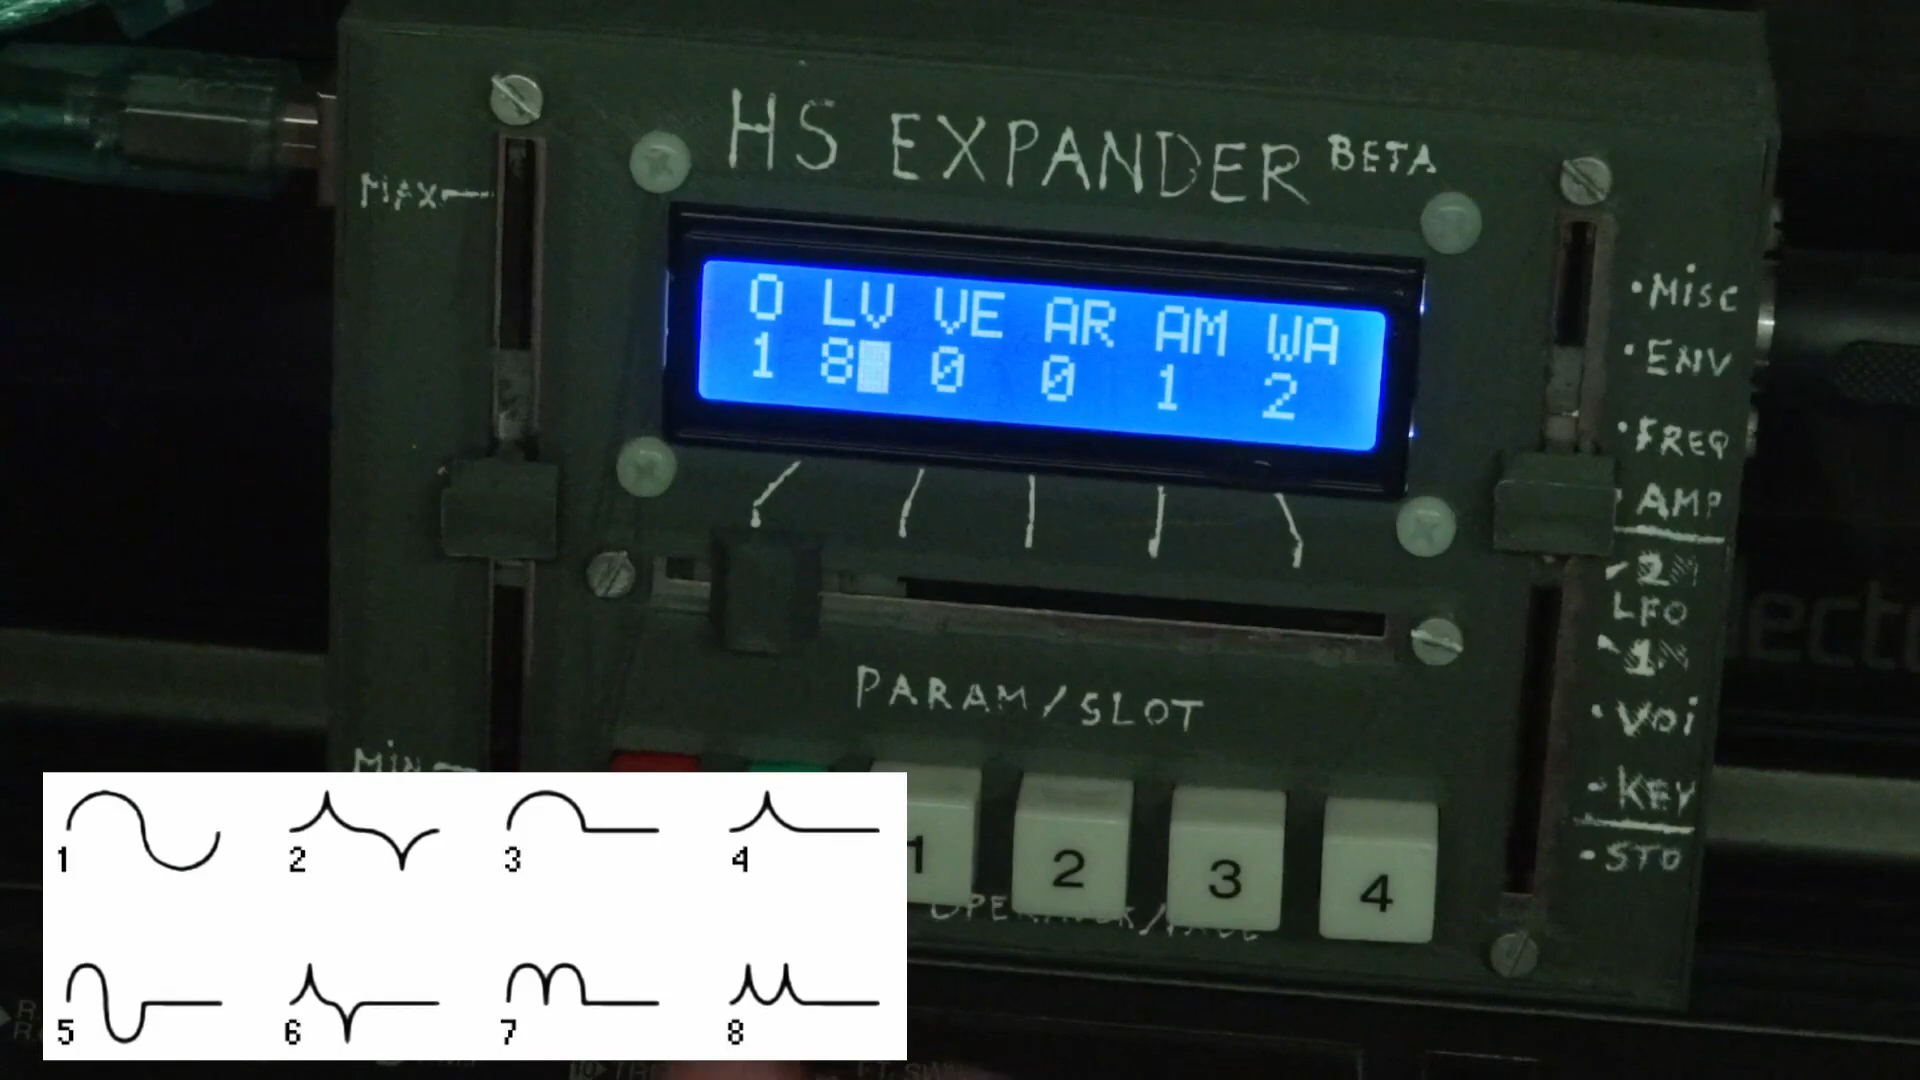 HS EXPANDER BETA
MAX
O LV VE AR AM WA
1 8 0 0 1 2
• MISC
• ENV
• FREQ
AMP
2
LFO
1
• VOI
• KEY
• STO
PARAM/SLOT
MIN
1 2 3 4
1 2 3 4
5 6 7 8